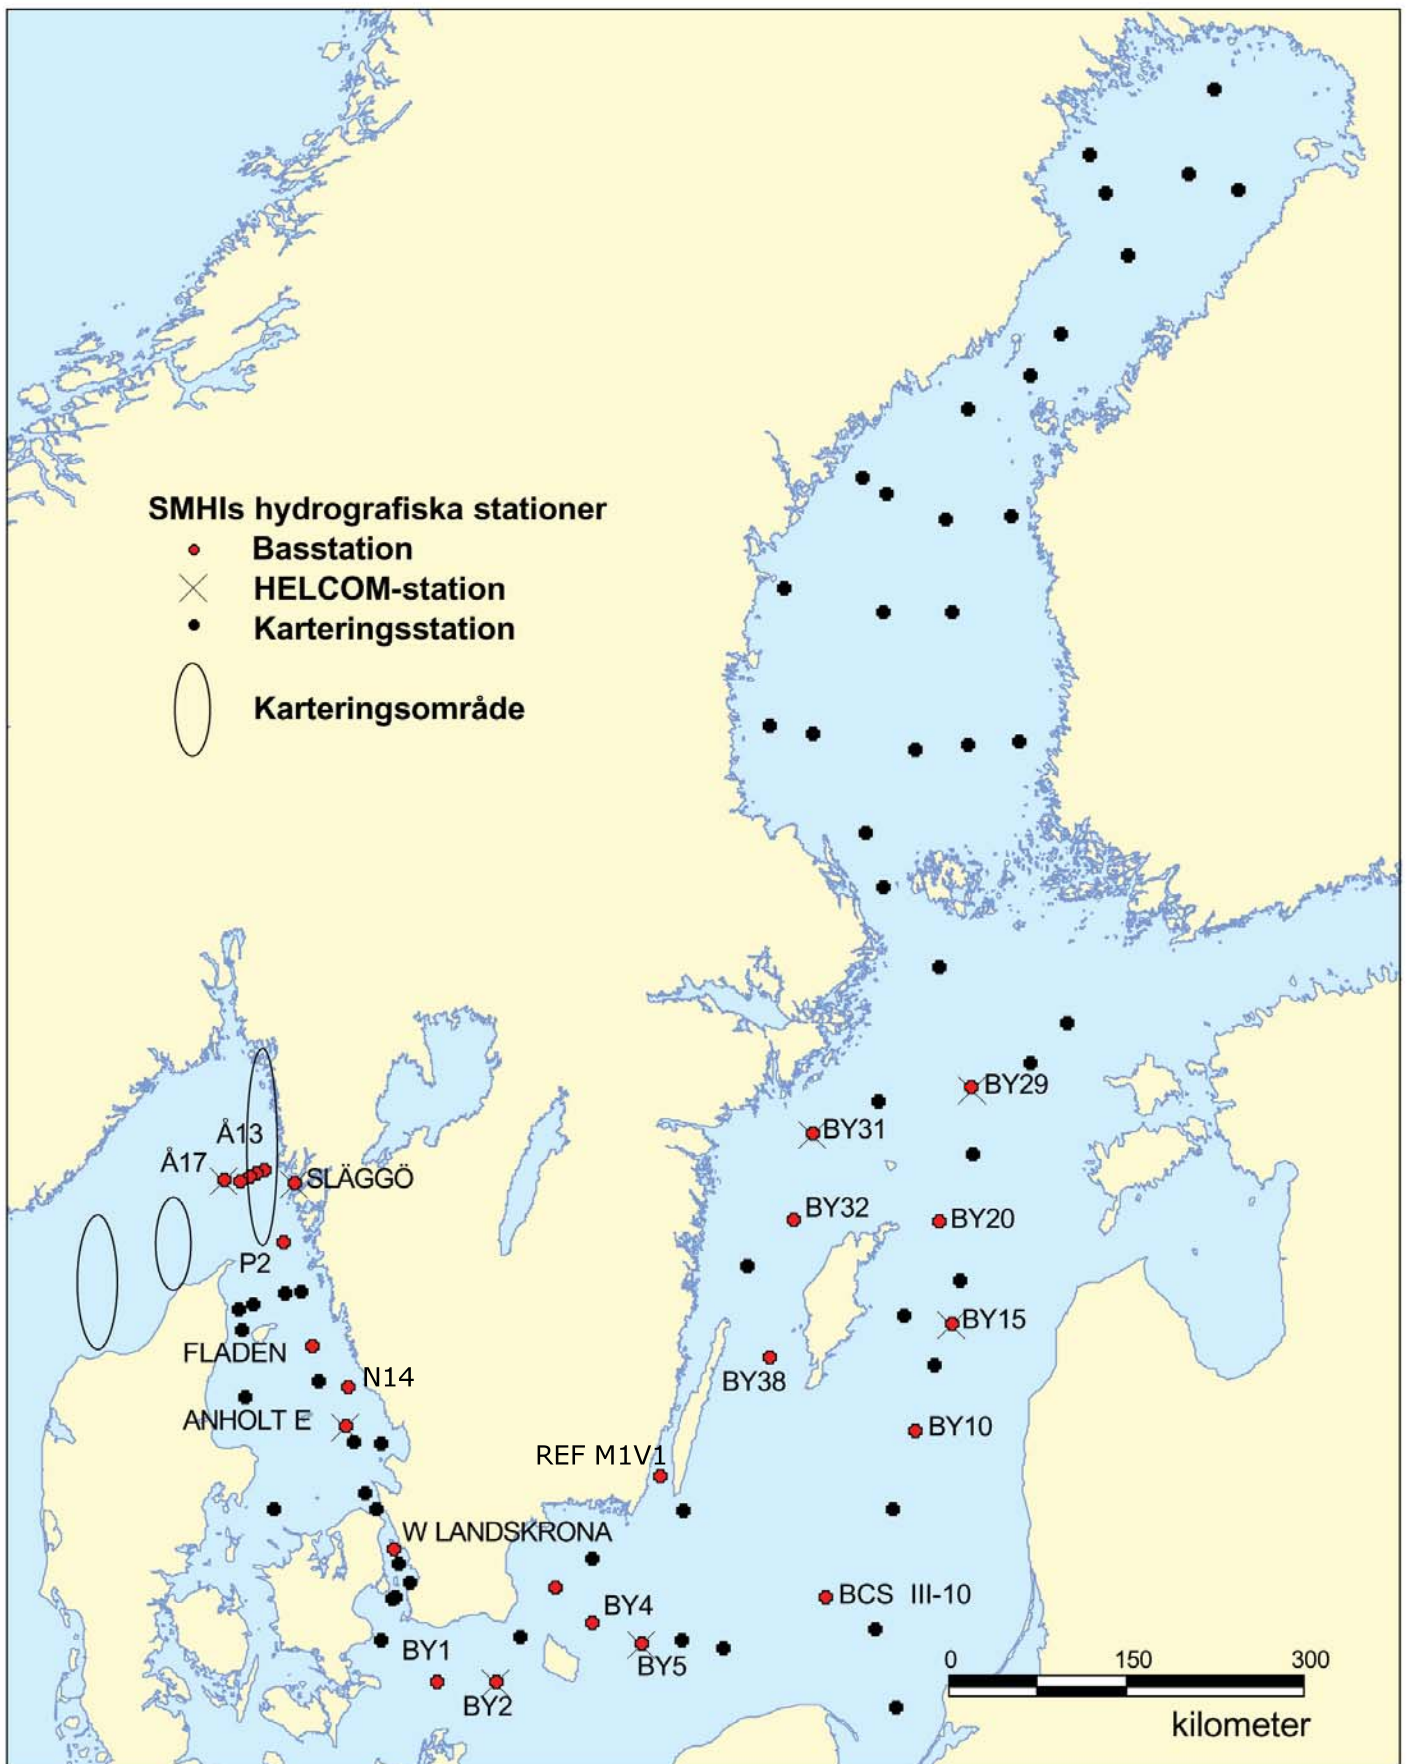 SMHIs hydrografiska stationer
Basstation
HELCOM-station
Karteringsstation
Karteringsområde
BY29
BY31
Å13
Å17
SLÄGGÖ
BY32
BY20
P2
BY15
FLADEN
N14
BY38
ANHOLT E
BY10
REF M1V1
W LANDSKRONA
BCS III-10
BY4
BY1
BY5
BY2
0 150 300
kilometer